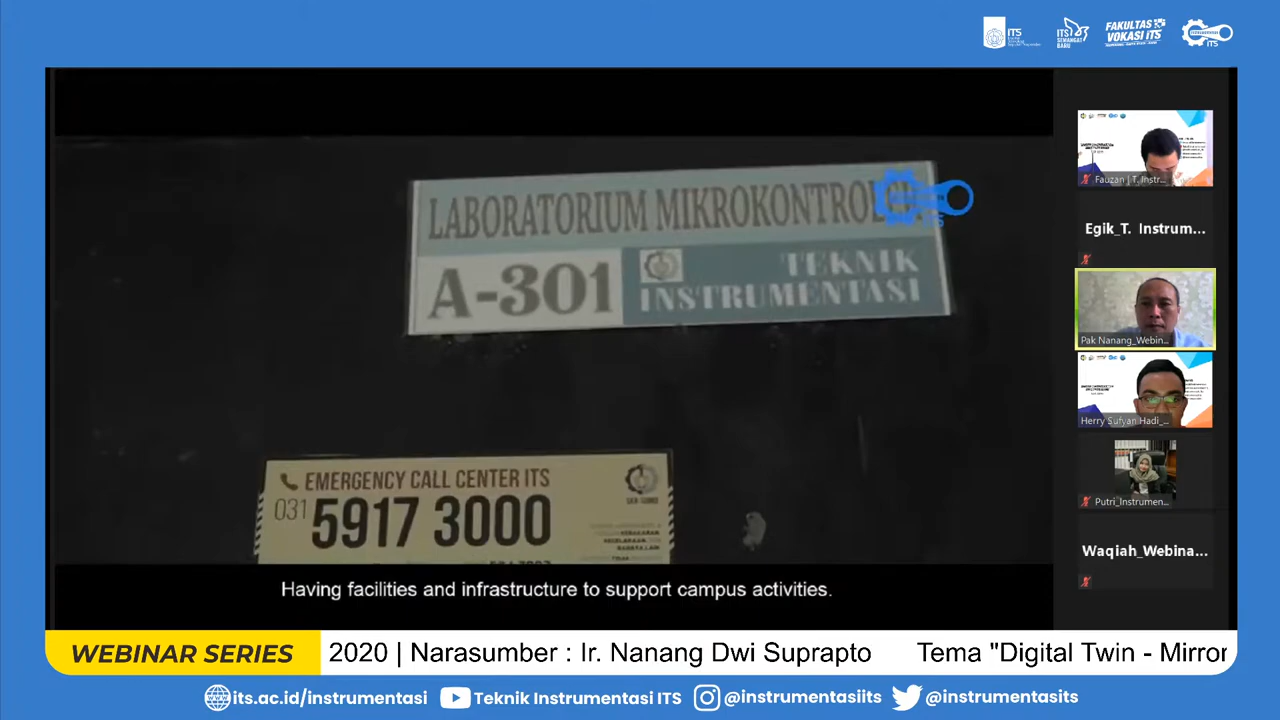 ITS
ITS
SEMANGAT
BARU
FAKULTAS
VOKASI ITS
ITS
LABORATORIUM MIKROKONTROL
A-301
TEKNIK
INSTRUMENTASI
EMERGENCY CALL CENTER ITS
031
5917 3000
Having facilities and infrastructure to support campus activities.
Fauzan | T. Instr...
Egik_T. Instrum...
Pak Nanang_Webin...
Herry Sufyan Hadi_...
Putri_Instrumen...
Waqiah_Webina...
WEBINAR SERIES
2020 | Narasumber : Ir. Nanang Dwi Suprapto Tema "Digital Twin - Mirror
its.ac.id/instrumentasi Teknik Instrumentasi ITS @instrumentasiits @instrumentasits